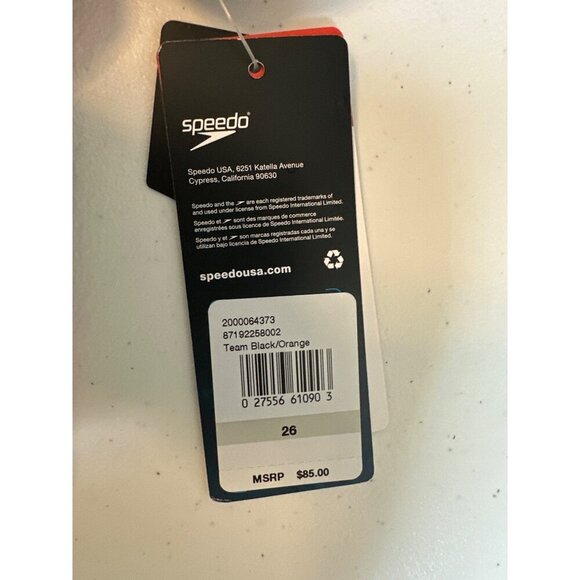 speedo
Speedo USA, 6251 Katella Avenue
Cypress, California 90630
Speedo and the are each registered trademarks of
and used under license from Speedo International Limited.
Speedo et sont des marques de commerce
enregistrées sous licence de Speedo International Limitée.
Speedo y et son marcas registradas cada una y se
utilizan bajo licencia de Speedo International Limited.
speedousa.com
2000064373
87192258002
Team Black/Orange
0 27556 61090 3
26
MSRP $85.00